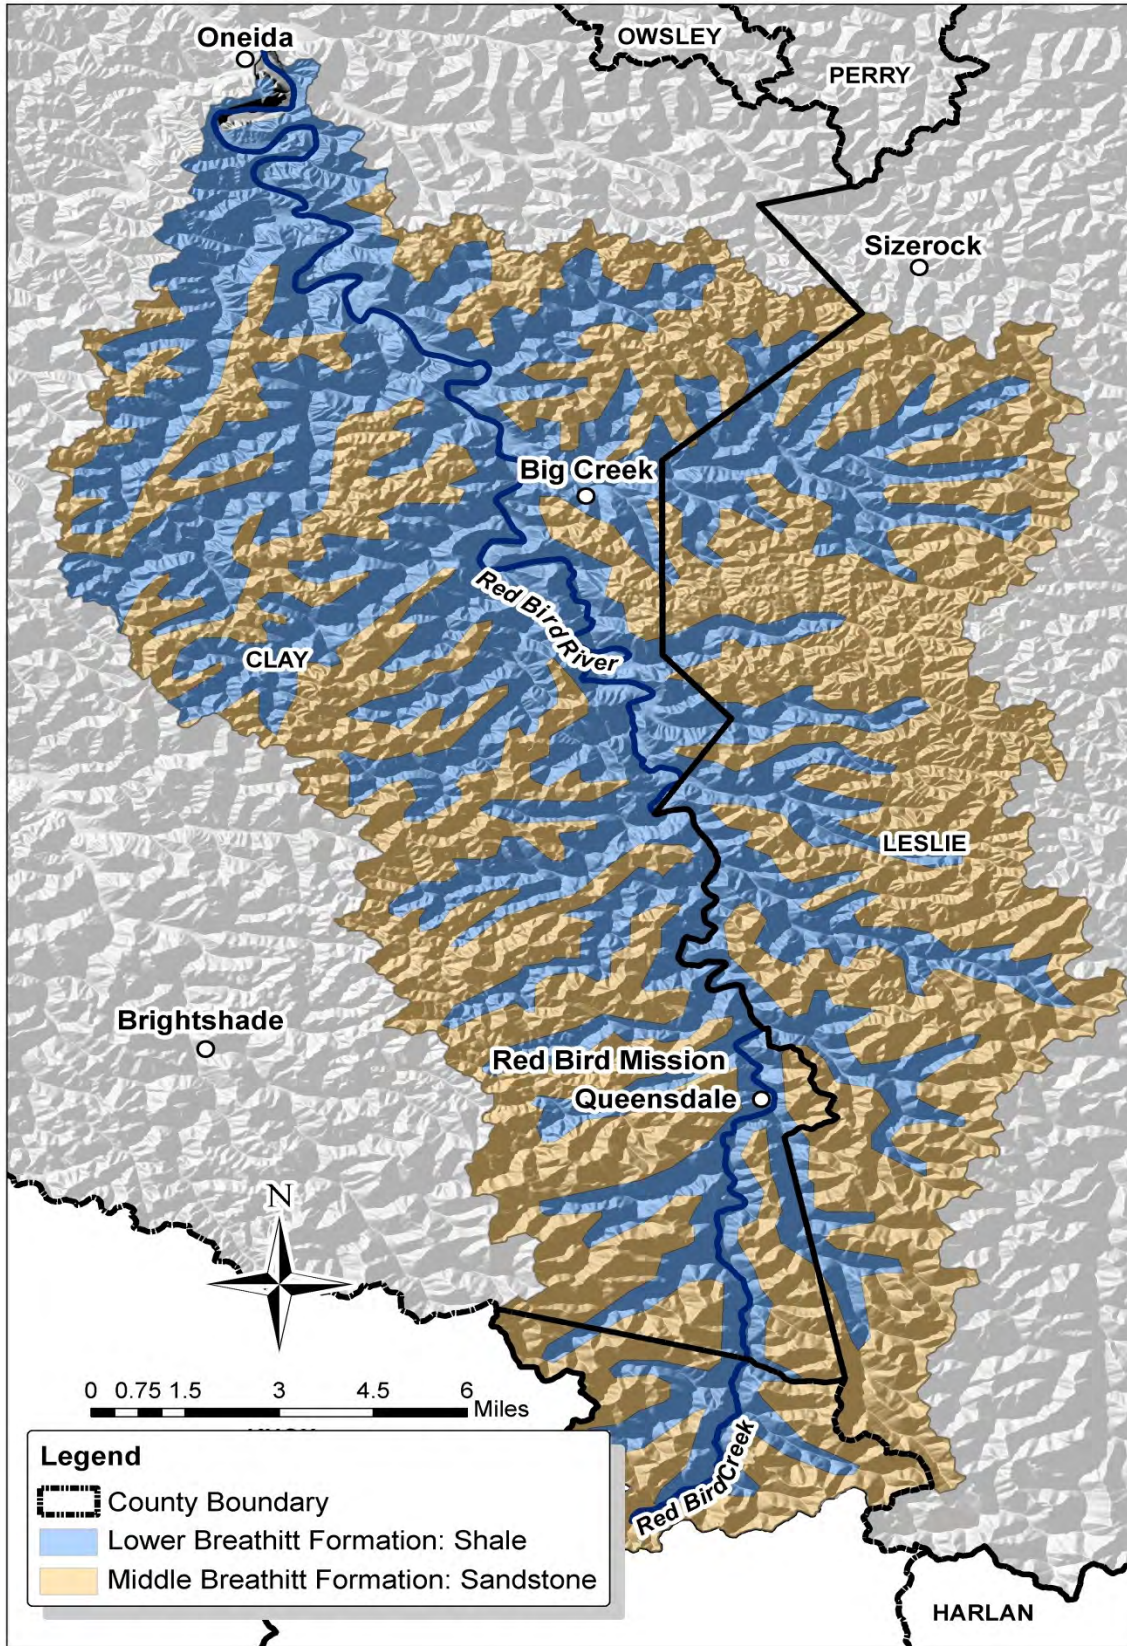 Oneida
OWSLEY
PERRY
Sizerock
Big Creek
Red Bird River
CLAY
LESLIE
Brightshade
Red Bird Mission
Queensdale
N
0 0.75 1.5 3 4.5 6
Miles
Red Bird Creek
Legend
County Boundary
Lower Breathitt Formation: Shale
Middle Breathitt Formation: Sandstone
HARLAN